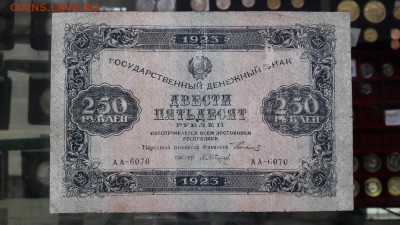 COINS.LAVE.RU
1923
ГОСУДАРСТВЕННЫЙ ДЕНЕЖНЫЙ ЗНАК
250 РУБЛЕЙ
ДВЕСТИ
ПЯТЬДЕСЯТ
РУБЛЕЙ
250 РУБЛЕЙ
ОБЕСПЕЧИВАЕТСЯ ВСЕМ ДОСТОЯНИЕМ
РЕСПУБЛИКИ
Народный Комиссар Финансов
Кассир
АА-6070
АА-6070
1923